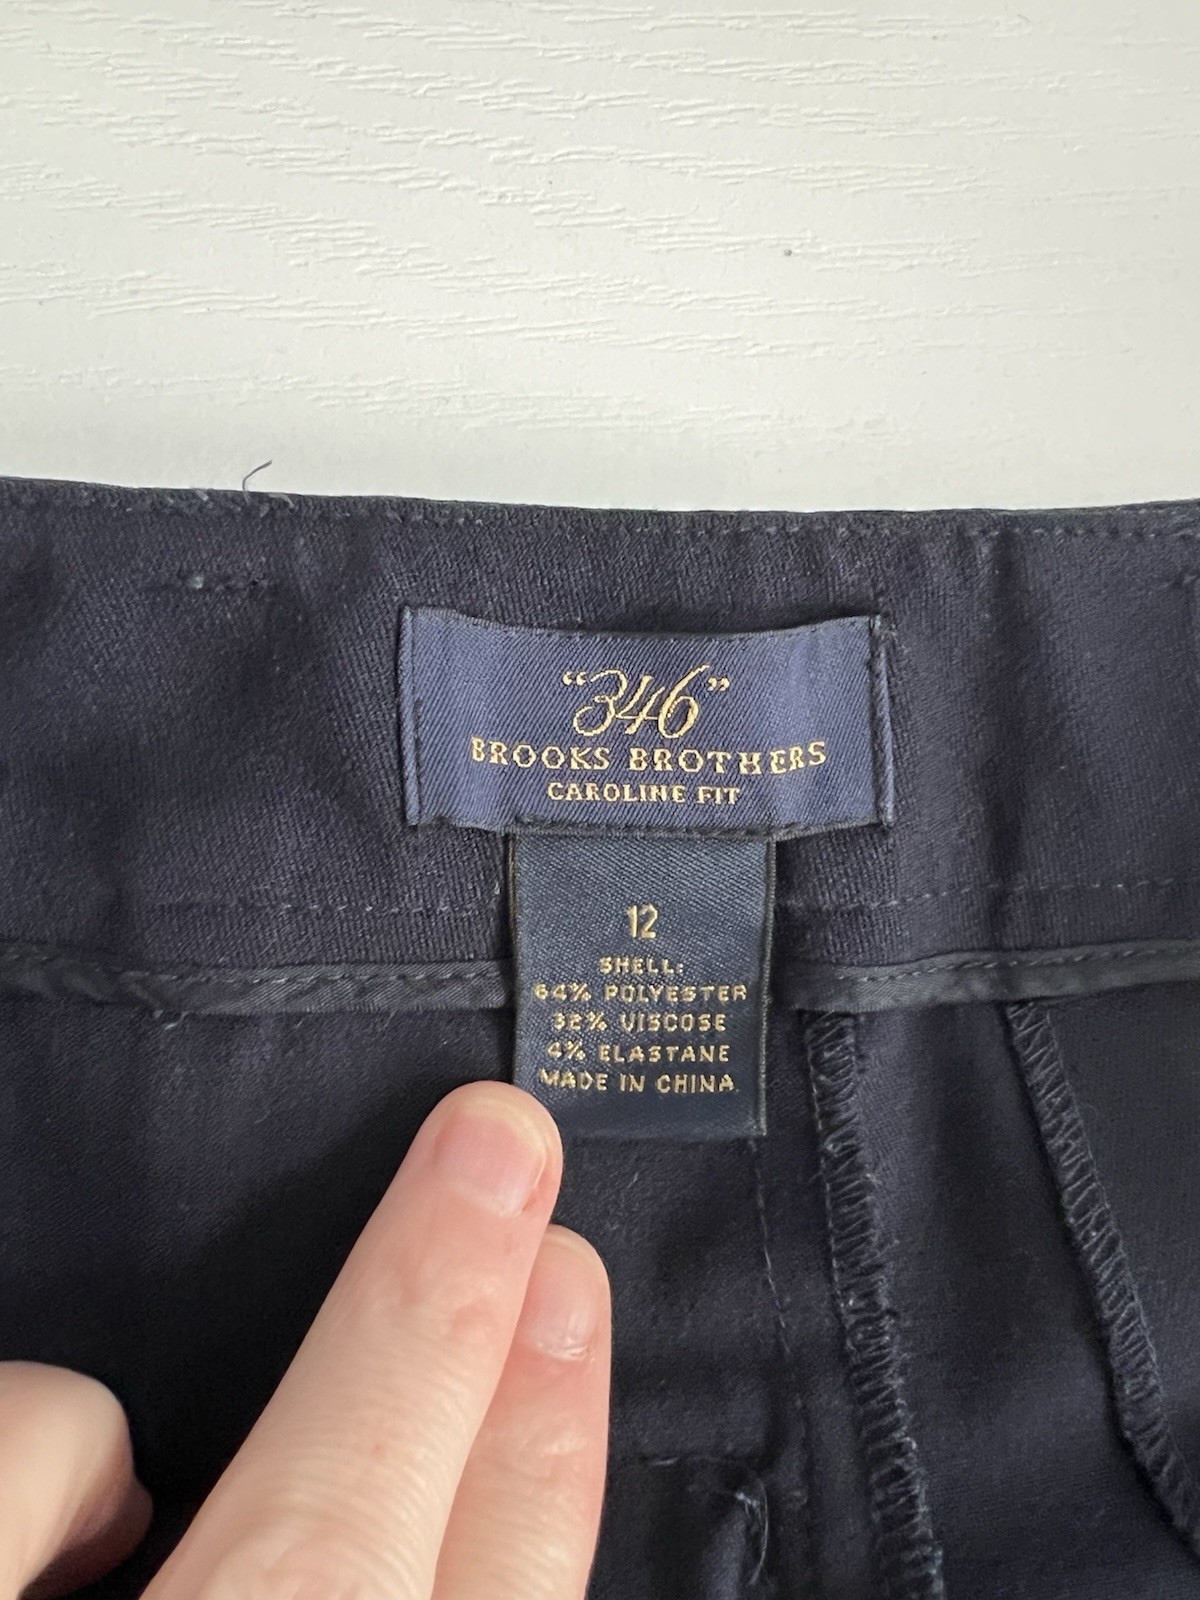 “346”
BROOKS BROTHERS
CAROLINE FIT
12
SHELL:
64% POLYESTER
32% VISCOSE
4% ELASTANE
MADE IN CHINA